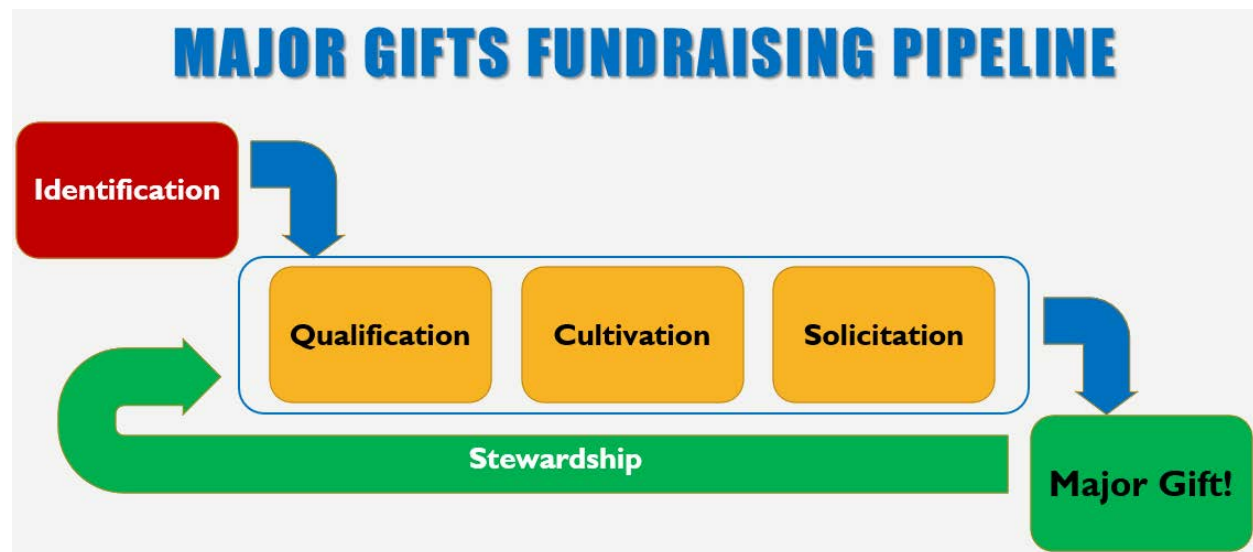 MAJOR GIFTS FUNDRAISING PIPELINE
Identification
Qualification
Cultivation
Solicitation
Stewardship
Major Gift!